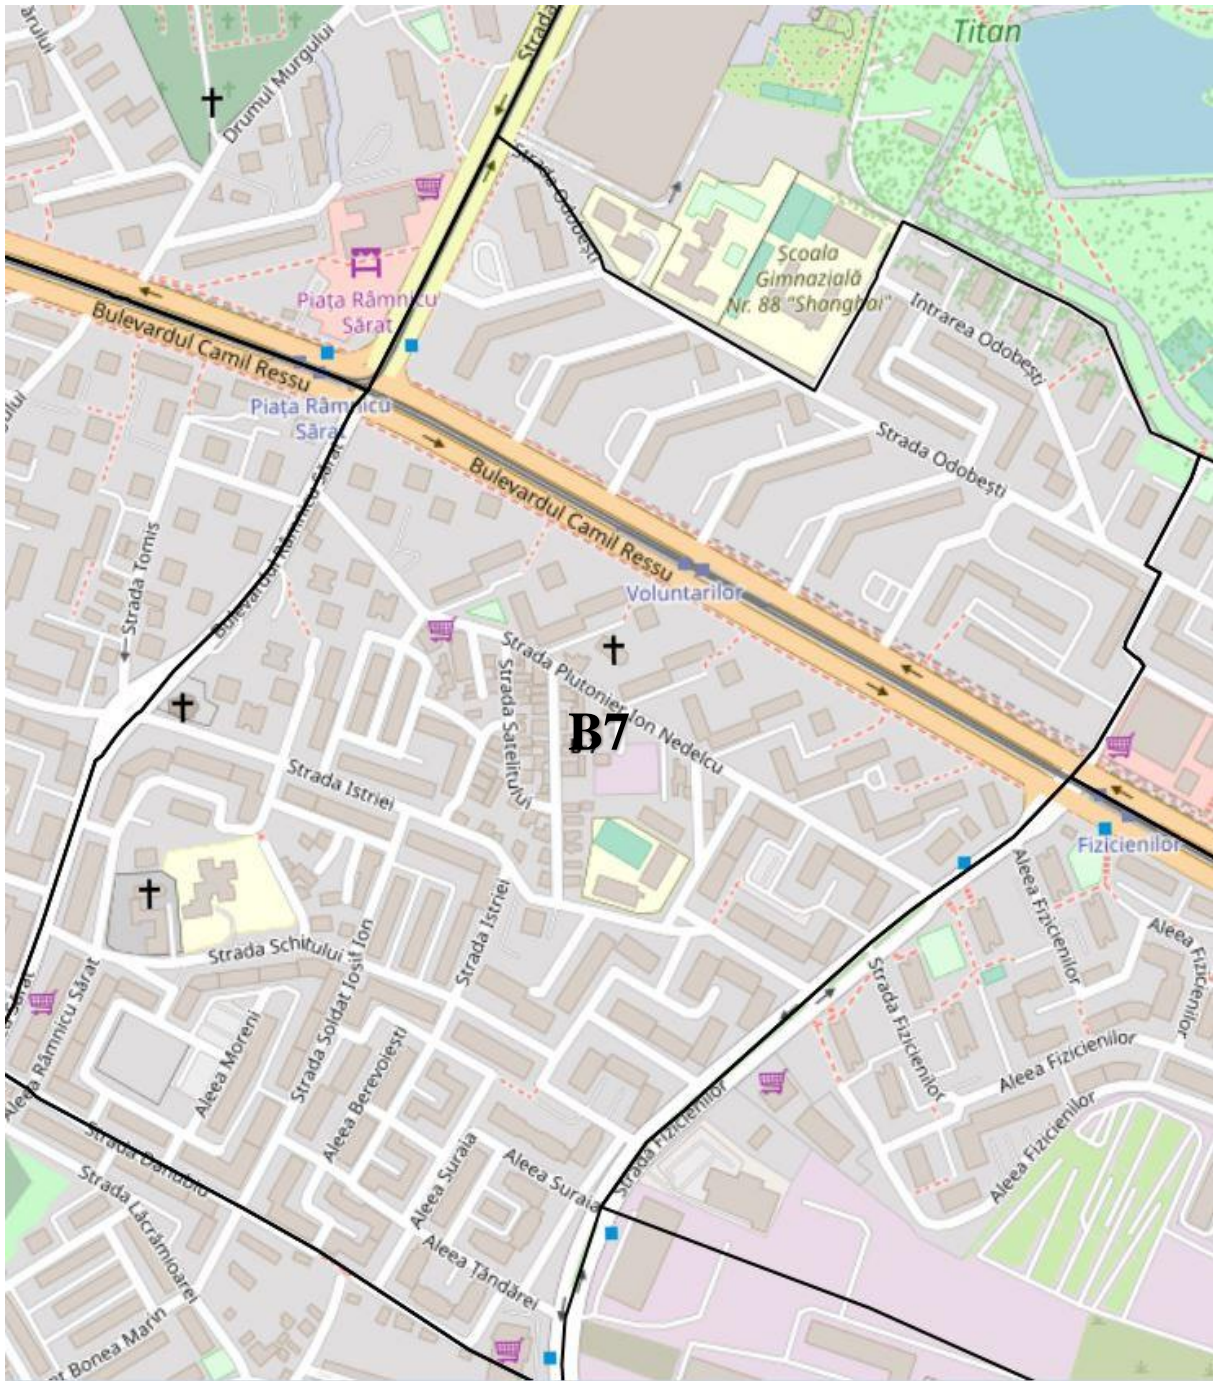 Strada
Titan
Drumul Murgului
Strada Odobești
Școala
Gimnazială
Nr. 88 "Shanghai"
Piața Râmnicu
Sărat
Intrarea Odobești
Bulevardul Camil Ressu
Piața Râmnicu
Sărat
Strada Odobești
Bulevardul Râmnicu Sărat
Bulevardul Camil Ressu
Strada Tomis
Voluntarilor
Strada Plutonier Ion Nedelcu
Strada Satelitului
B7
Strada Istriei
Fizicienilor
Aleea Fizicienilor
Strada Istriei
Aleea Fizicienilor
Strada Schitului
Strada Soldat Iosif Ion
Strada Fizicienilor
Aleea Râmnicu Sărat
Aleea Moreni
Aleea Berevoiești
Aleea Fizicienilor
Aleea Fizicienilor
Strada Fizicienilor
Strada Danubiu
Aleea Suraia
Aleea Suraia
Strada Lăcrămioarei
Aleea Țăndărei
Bonea Marin